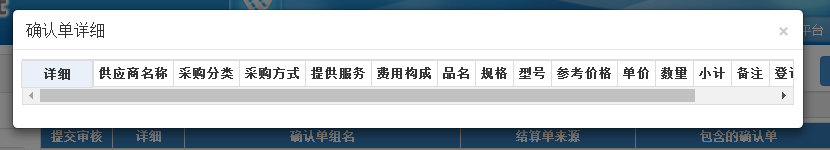 确认单详细 ×
平台
详细 供应商名称 采购分类 采购方式 提供服务 费用构成 品名 规格 型号 参考价格 单价 数量 小计 备注
提交审核 详细 确认单组名 结算单来源 包含的确认单